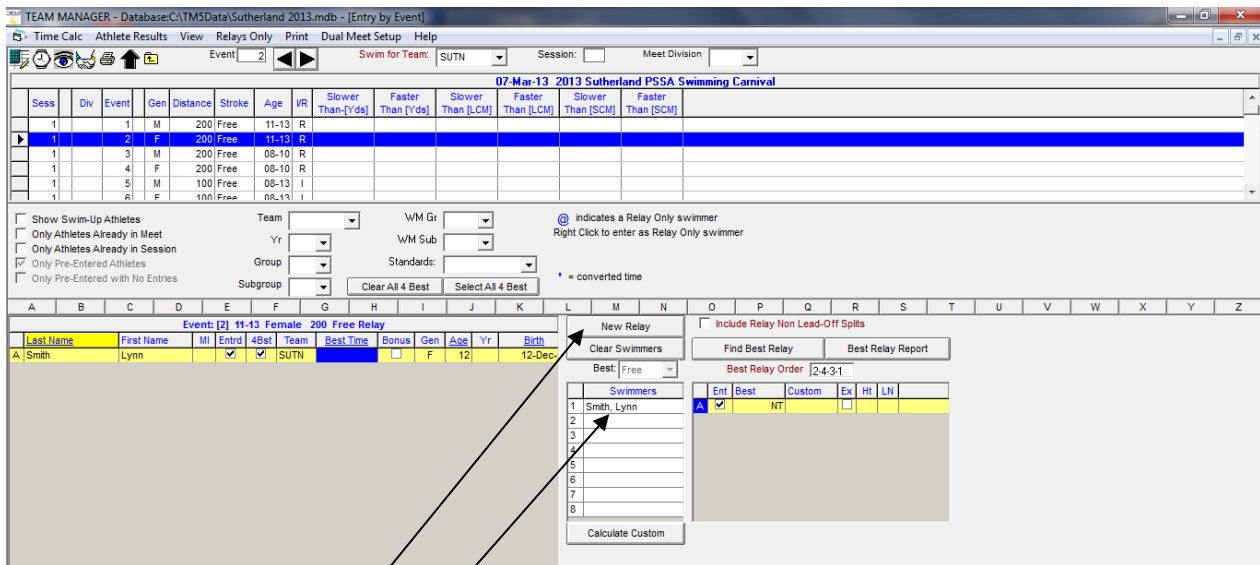 TEAM MANAGER - Database:C:\TM5Data\Sutherland 2013.mdb - [Entry by Event]
Time Calc Athlete Results View Relays Only Print Dual Meet Setup Help
Event 2 Swim for Team: SUTN Session: Meet Division
07-Mar-13 2013 Sutherland PSSA Swimming Carnival
Sess Div Event Gen Distance Stroke Age I/R Slower Than-[Yds] Faster Than [Yds] Slower Than [LCM] Faster Than [LCM] Slower Than [SCM] Faster Than [SCM]
1 1 M 200 Free 11-13 R
1 2 F 200 Free 11-13 R
1 3 M 200 Free 08-10 R
1 4 F 200 Free 08-10 R
1 5 M 100 Free 08-13 I
1 6 F 100 Free 08-13 I
Show Swim-Up Athletes Team WM Gr @ indicates a Relay Only swimmer
Only Athletes Already in Meet Right Click to enter as Relay Only swimmer
Only Athletes Already in Session Yr WM Sub
Only Pre-Entered Athletes Group Standards:
Only Pre-Entered with No Entries ' = converted time
Subgroup Clear All 4 Best Select All 4 Best
A B C D E F G H I J K L M N O P Q R S T U V W X Y Z
Event: [2] 11-13 Female 200 Free Relay
Last Name First Name MI Entrd 4Bst Team Best Time Bonus Gen Age Yr Birth
A Smith Lynn SUTN F 12 12-Dec-
New Relay Include Relay Non Lead-Off Splits
Clear Swimmers Find Best Relay Best Relay Report
Best: Free Best Relay Order 2-4-3-1
Swimmers Ent Best Custom Ex Ht LN
1 Smith, Lynn A NT
2
3
4
5
6
7
8
Calculate Custom